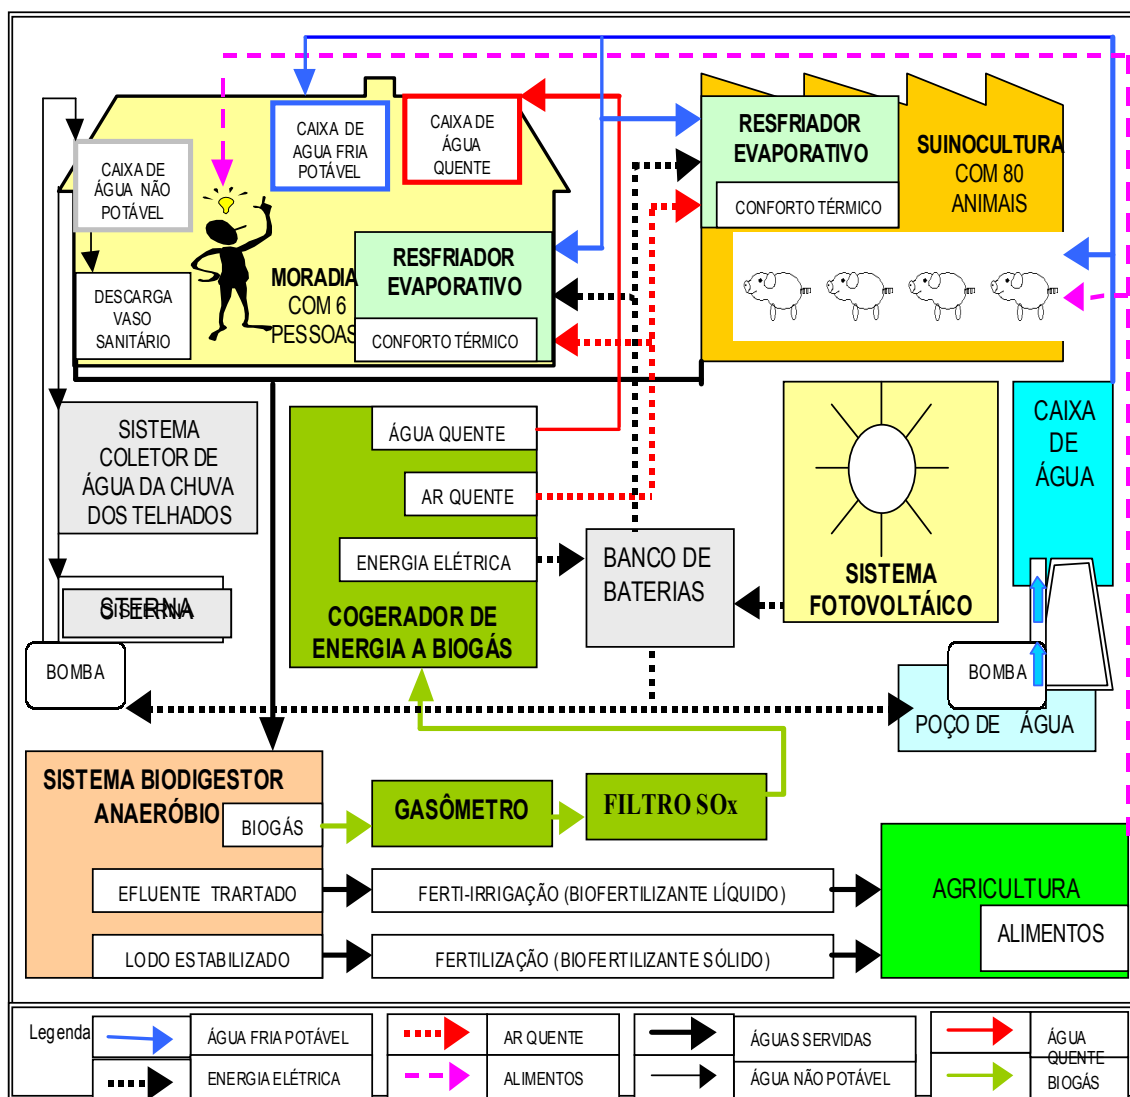 CAIXA DE
ÁGUA NÃO
POTÁVEL
CAIXA DE
AGUA FRIA
POTÁVEL
CAIXA DE
ÁGUA
QUENTE
RESFRIADOR
EVAPORATIVO
CONFORTO TÉRMICO
SUINOCULTURA
COM 80
ANIMAIS
DESCARGA
VASO
SANITÁRIO
MORADIA
COM 6
PESSOAS
RESFRIADOR
EVAPORATIVO
CONFORTO TÉRMICO
SISTEMA
COLETOR DE
ÁGUA DA CHUVA
DOS TELHADOS
ÁGUA QUENTE
AR QUENTE
ENERGIA ELÉTRICA
COGERADOR DE
ENERGIA A BIOGÁS
BANCO DE
BATERIAS
SISTEMA
FOTOVOLTÁICO
CAIXA
DE
ÁGUA
STERNA
CISTERNA
BOMBA
BOMBA
POÇO DE ÁGUA
SISTEMA BIODIGESTOR
ANAERÓBIO
BIOGÁS
GASÔMETRO
FILTRO SOx
EFLUENTE TRARTADO
FERTI-IRRIGAÇÃO (BIOFERTILIZANTE LÍQUIDO)
LODO ESTABILIZADO
FERTILIZAÇÃO (BIOFERTILIZANTE SÓLIDO)
AGRICULTURA
ALIMENTOS
Legenda
ÁGUA FRIA POTÁVEL
AR QUENTE
ÁGUAS SERVIDAS
ÁGUA
QUENTE
ENERGIA ELÉTRICA
ALIMENTOS
ÁGUA NÃO POTÁVEL
BIOGÁS